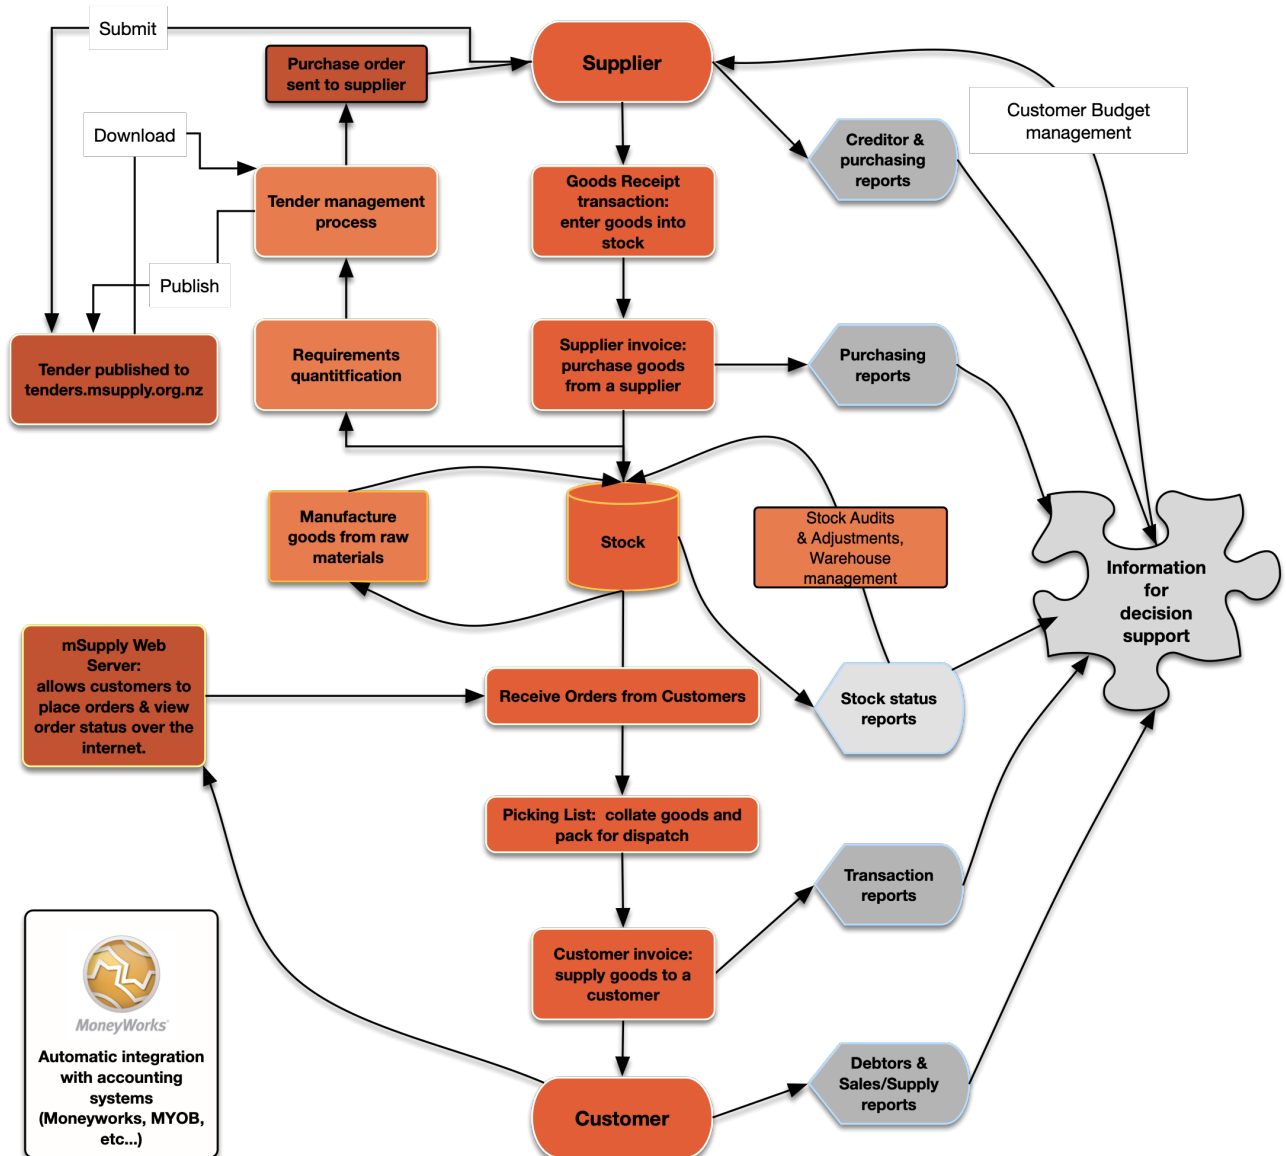 Submit
Purchase order
sent to supplier
Supplier
Customer Budget
management
Download
Creditor &
purchasing
reports
Tender management
process
Goods Receipt
transaction:
enter goods into
stock
Publish
Tender published to
tenders.msupply.org.nz
Requirements
quantitfication
Supplier invoice:
purchase goods
from a supplier
Purchasing
reports
Manufacture
goods from raw
materials
Stock
Stock Audits
& Adjustments,
Warehouse
management
Information
for
decision
support
mSupply Web
Server:
allows customers to
place orders & view
order status over the
internet.
Receive Orders from Customers
Stock status
reports
Picking List:  collate goods and
pack for dispatch
Transaction
reports
Customer invoice:
supply goods to a
customer
MoneyWorks
Automatic integration
with accounting
systems
(Moneyworks, MYOB,
etc...)
Customer
Debtors &
Sales/Supply
reports